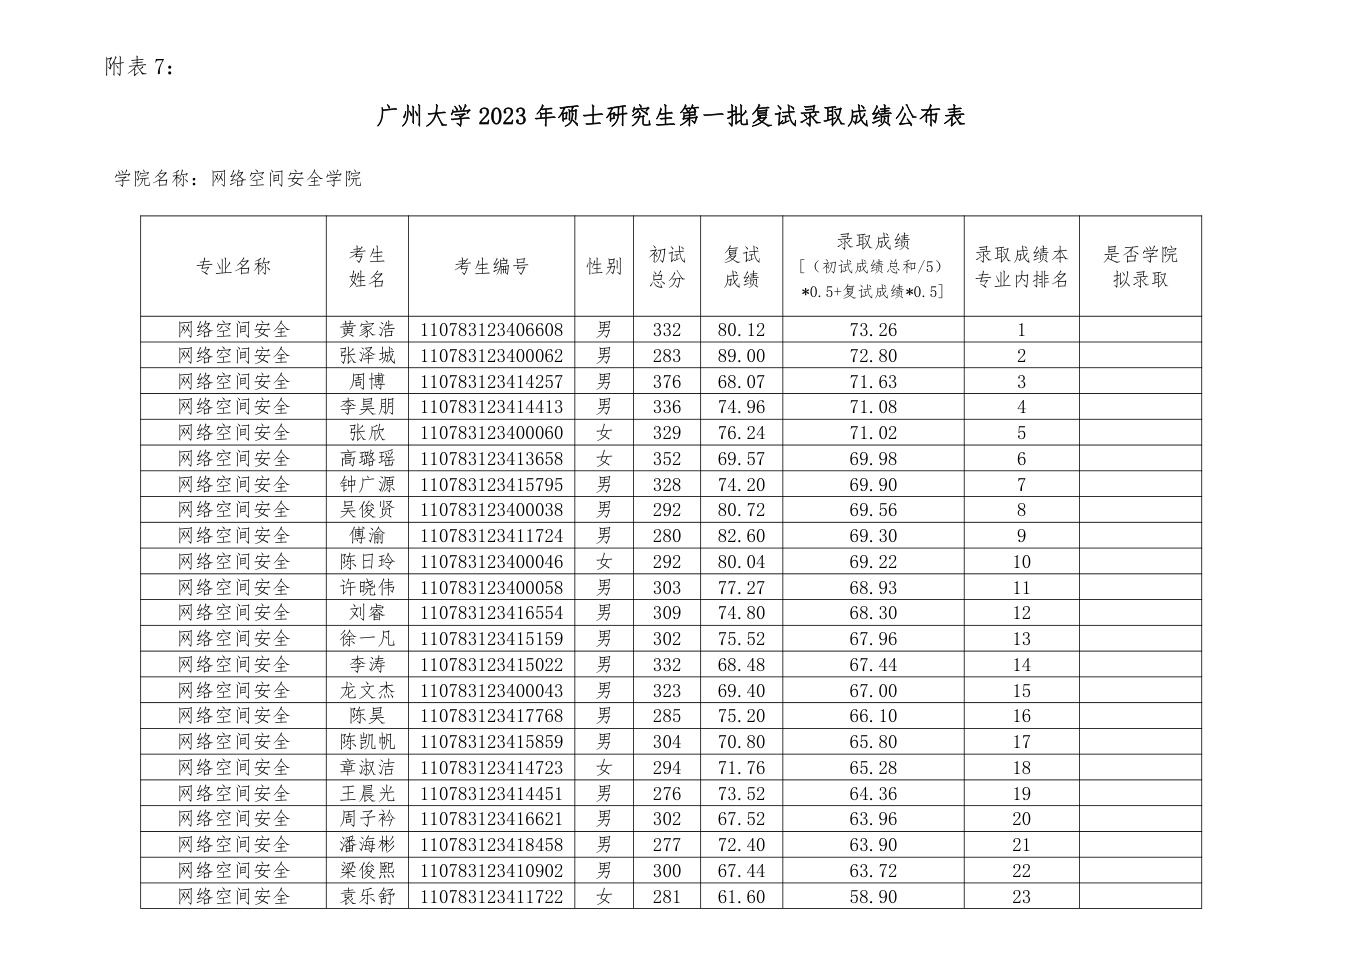 附表 7：
广州大学 2023 年硕士研究生第一批复试录取成绩公布表
学院名称：网络空间安全学院
专业名称 考生姓名 考生编号 性别 初试总分 复试成绩 录取成绩[（初试成绩总和/5）*0.5+复试成绩*0.5] 录取成绩本专业内排名 是否学院拟录取
网络空间安全 黄家浩 110783123406608 男 332 80.12 73.26 1
网络空间安全 张泽城 110783123400062 男 283 89.00 72.80 2
网络空间安全 周博 110783123414257 男 376 68.07 71.63 3
网络空间安全 李昊朋 110783123414413 男 336 74.96 71.08 4
网络空间安全 张欣 110783123400060 女 329 76.24 71.02 5
网络空间安全 高璐瑶 110783123413658 女 352 69.57 69.98 6
网络空间安全 钟广源 110783123415795 男 328 74.20 69.90 7
网络空间安全 吴俊贤 110783123400038 男 292 80.72 69.56 8
网络空间安全 傅渝 110783123411724 男 280 82.60 69.30 9
网络空间安全 陈日玲 110783123400046 女 292 80.04 69.22 10
网络空间安全 许晓伟 110783123400058 男 303 77.27 68.93 11
网络空间安全 刘睿 110783123416554 男 309 74.80 68.30 12
网络空间安全 徐一凡 110783123415159 男 302 75.52 67.96 13
网络空间安全 李涛 110783123415022 男 332 68.48 67.44 14
网络空间安全 龙文杰 110783123400043 男 323 69.40 67.00 15
网络空间安全 陈昊 110783123417768 男 285 75.20 66.10 16
网络空间安全 陈凯帆 110783123415859 男 304 70.80 65.80 17
网络空间安全 章淑洁 110783123414723 女 294 71.76 65.28 18
网络空间安全 王晨光 110783123414451 男 276 73.52 64.36 19
网络空间安全 周子衿 110783123416621 男 302 67.52 63.96 20
网络空间安全 潘海彬 110783123418458 男 277 72.40 63.90 21
网络空间安全 梁俊熙 110783123410902 男 300 67.44 63.72 22
网络空间安全 袁乐舒 110783123411722 女 281 61.60 58.90 23